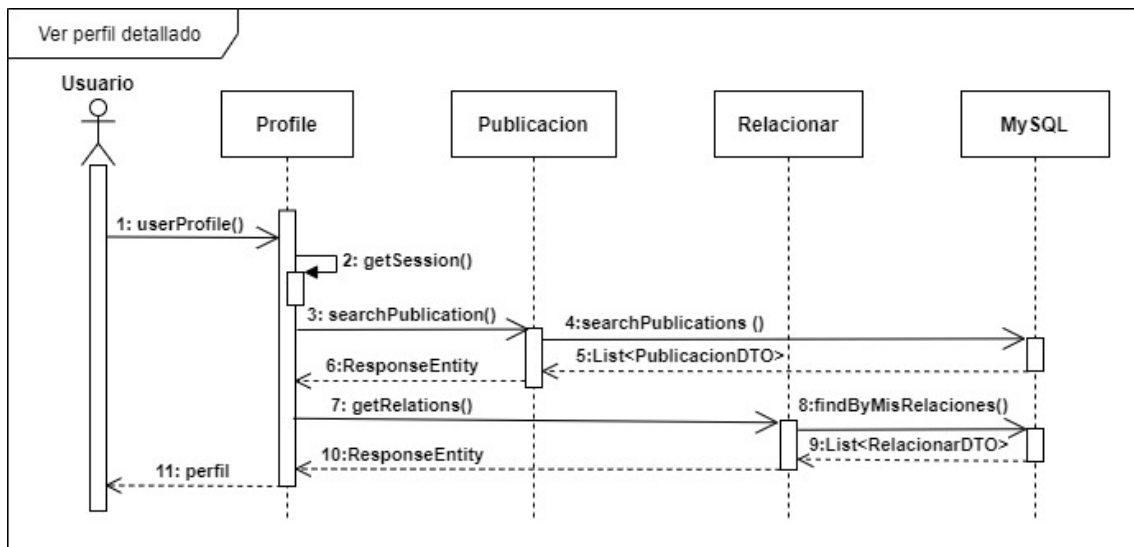 Ver perfil detallado
Usuario
Profile
Publicacion
Relacionar
MySQL
1: userProfile()
2: getSession()
3: searchPublication()
4:searchPublications ()
5:List<PublicacionDTO>
6:ResponseEntity
7: getRelations()
8:findByMisRelaciones()
9:List<RelacionarDTO>
10:ResponseEntity
11: perfil